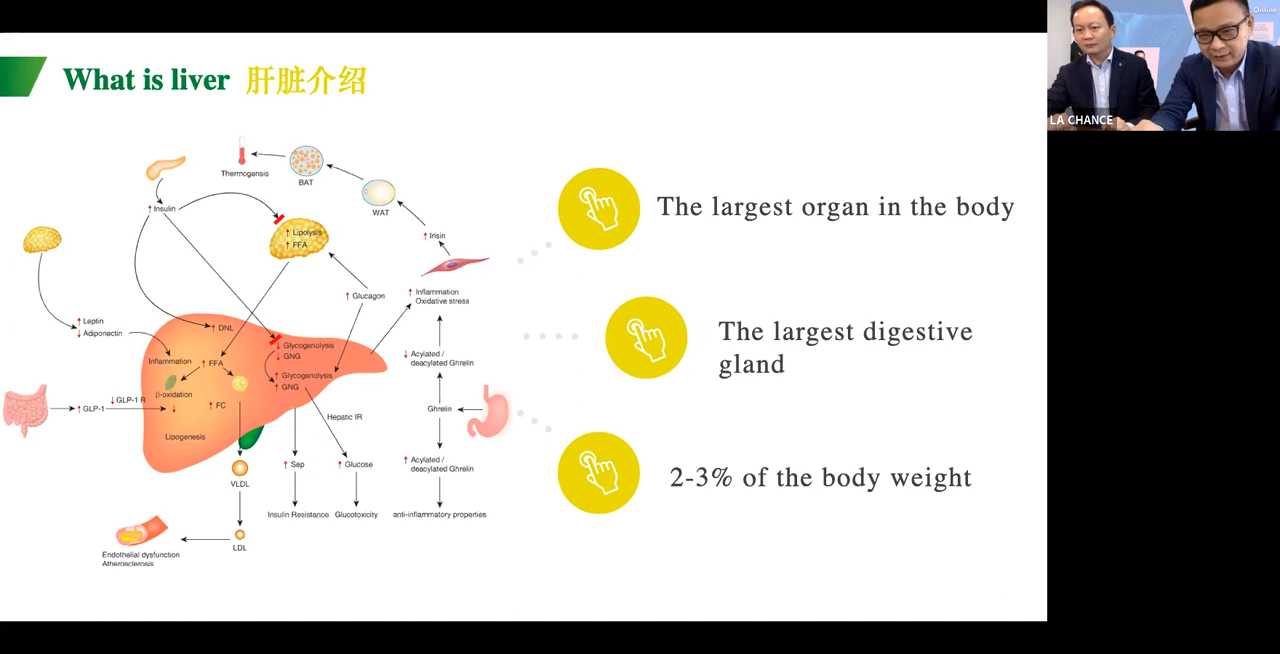 What is liver 肝脏介绍
Online
LA CHANCE
Thermogensis
BAT
WAT
Insulin
Irisin
Lipolysis
FFA
Glucagon
Inflammation
Oxidative stress
Leptin
Adiponectin
DNL
Glycogenolysis
GNG
Acylated /
deacylated Ghrelin
Inflammation
FFA
Glycogenolysis
GNG
β-oxidation
GLP-1 R
GLP-1
FC
Hepatic IR
Ghrelin
Lipogenesis
Sep
Glucose
Acylated /
deacylated Ghrelin
VLDL
Insulin Resistance
Glucotoxicity
anti-inflammatory properties
LDL
Endothelial dysfunction
Atherosclerosis
The largest organ in the body
The largest digestive
gland
2-3% of the body weight